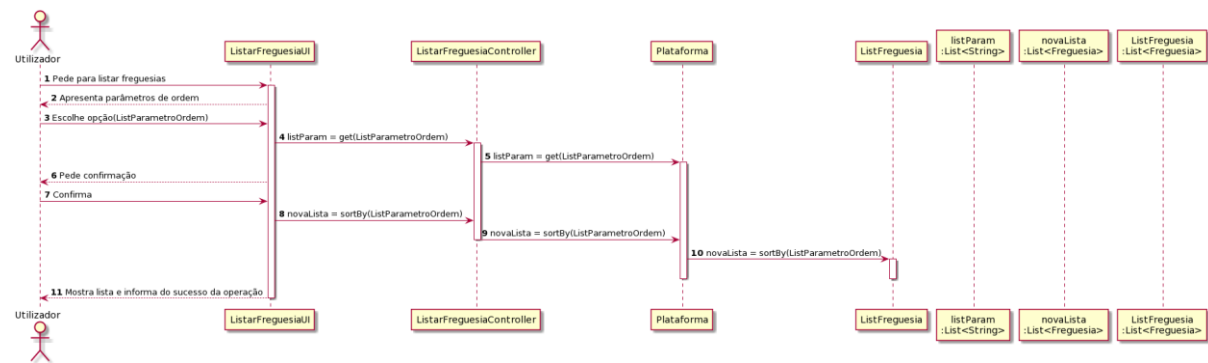 Utilizador
ListarFreguesiaUI
ListarFreguesiaController
Plataforma
ListFreguesia
listParam
:List<String>
novaLista
:List<Freguesia>
ListFreguesia
:List<Freguesia>
1 Pede para listar freguesias
2 Apresenta parâmetros de ordem
3 Escolhe opção(ListParametroOrdem)
4 listParam = get(ListParametroOrdem)
5 listParam = get(ListParametroOrdem)
6 Pede confirmação
7 Confirma
8 novaLista = sortBy(ListParametroOrdem)
9 novaLista = sortBy(ListParametroOrdem)
10 novaLista = sortBy(ListParametroOrdem)
11 Mostra lista e informa do sucesso da operação
Utilizador
ListarFreguesiaUI
ListarFreguesiaController
Plataforma
ListFreguesia
listParam
:List<String>
novaLista
:List<Freguesia>
ListFreguesia
:List<Freguesia>